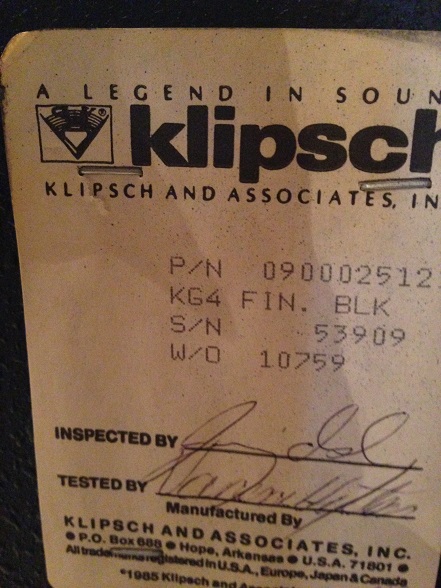 A LEGEND IN SOUN
klipsch
KLIPSCH AND ASSOCIATES, IN
P/N 090002512
KG4 FIN. BLK
S/N 53909
W/O 10759
INSPECTED BY
TESTED BY
Manufactured By
KLIPSCH AND ASSOCIATES, INC.
● P.O. Box 688 ● Hope, Arkansas ● U.S.A. 71801 ●
All trademarks registered in U.S.A., Europe, Japan & Canada
©1985 Klipsch and Asso